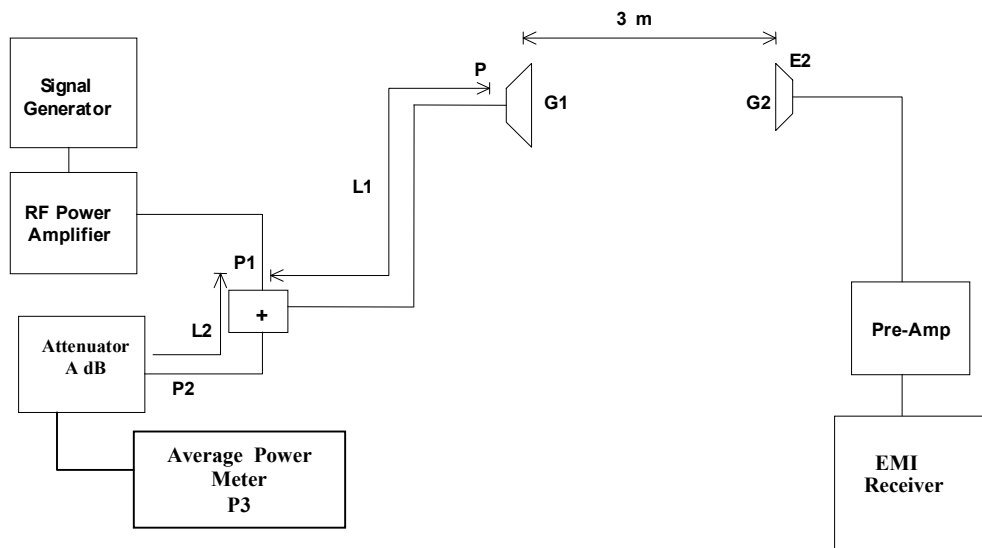 3 m
Signal
Generator
P
E2
G1
G2
L1
RF Power
Amplifier
P1
+
L2
Attenuator
A dB
P2
Pre-Amp
Average Power
Meter
P3
EMI
Receiver